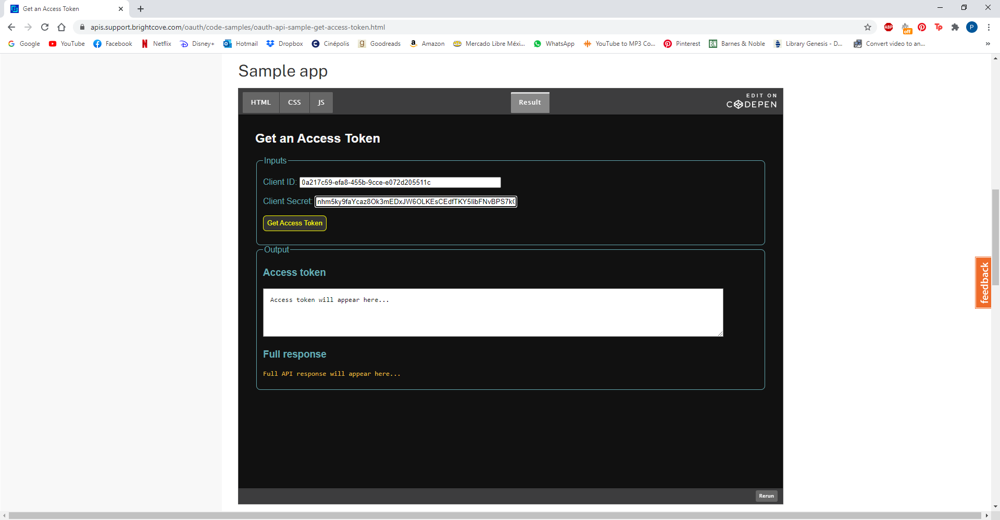 Get an Access Token
apis.support.brightcove.com/oauth/code-samples/oauth-api-sample-get-access-token.html
ABP
off
Tp
P
Google YouTube Facebook Netflix Disney+ Hotmail Dropbox Cinépolis Goodreads Amazon Mercado Libre Méxi... WhatsApp YouTube to MP3 Co... Pinterest Barnes & Noble Library Genesis - D... Convert video to an... »
Sample app
HTML CSS JS Result
EDIT ON
CODEPEN
Get an Access Token
Inputs
Client ID: 0a217c59-efa8-455b-9cce-e072d205511c
Client Secret:
Get Access Token
Output
Access token
Access token will appear here...
Full response
Full API response will appear here...
Rerun
feedback